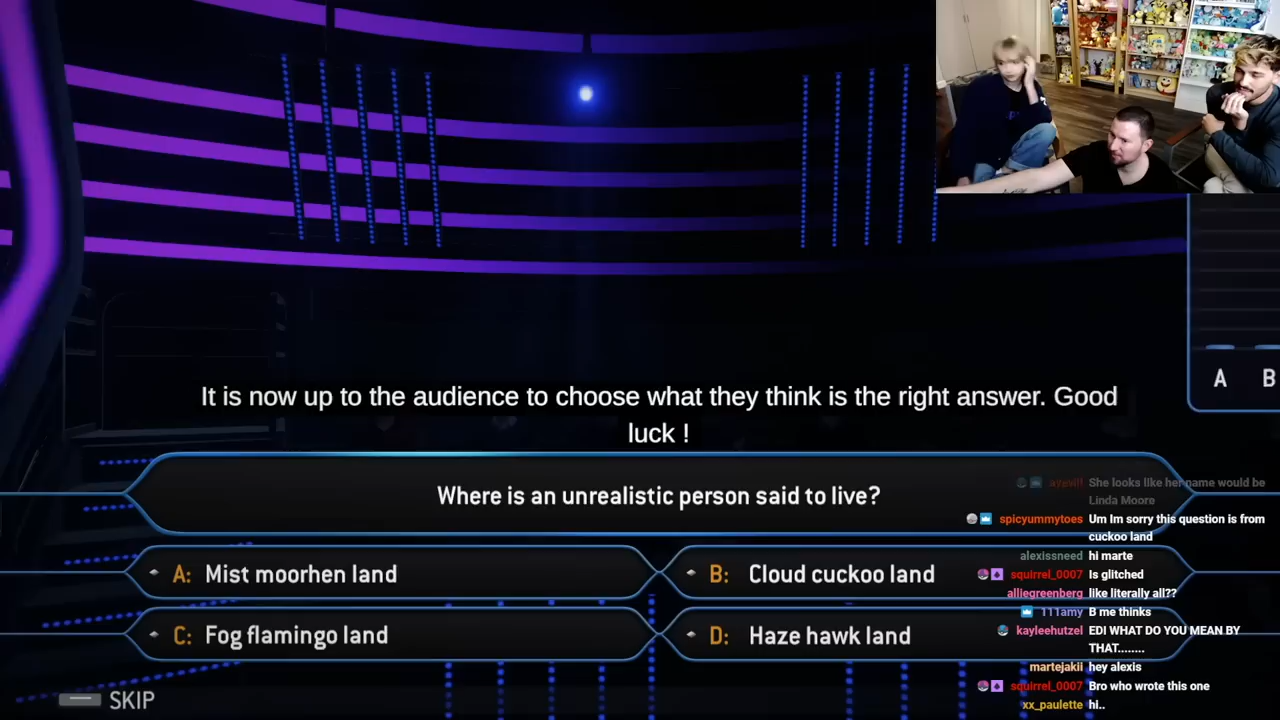 It is now up to the audience to choose what they think is the right answer. Good
luck !
A B
Where is an unrealistic person said to live?
A: Mist moorhen land
B: Cloud cuckoo land
C: Fog flamingo land
D: Haze hawk land
SKIP
She looks like her name would be
Linda Moore
spicyummytoes Um Im sorry this question is from
cuckoo land
alexissneed hi marte
squirrel_0007 Is glitched
alliegreenberg like literally all??
111amy B me thinks
kayleehutzel EDI WHAT DO YOU MEAN BY
THAT........
martejakii hey alexis
squirrel_0007 Bro who wrote this one
xx_paulette hi..